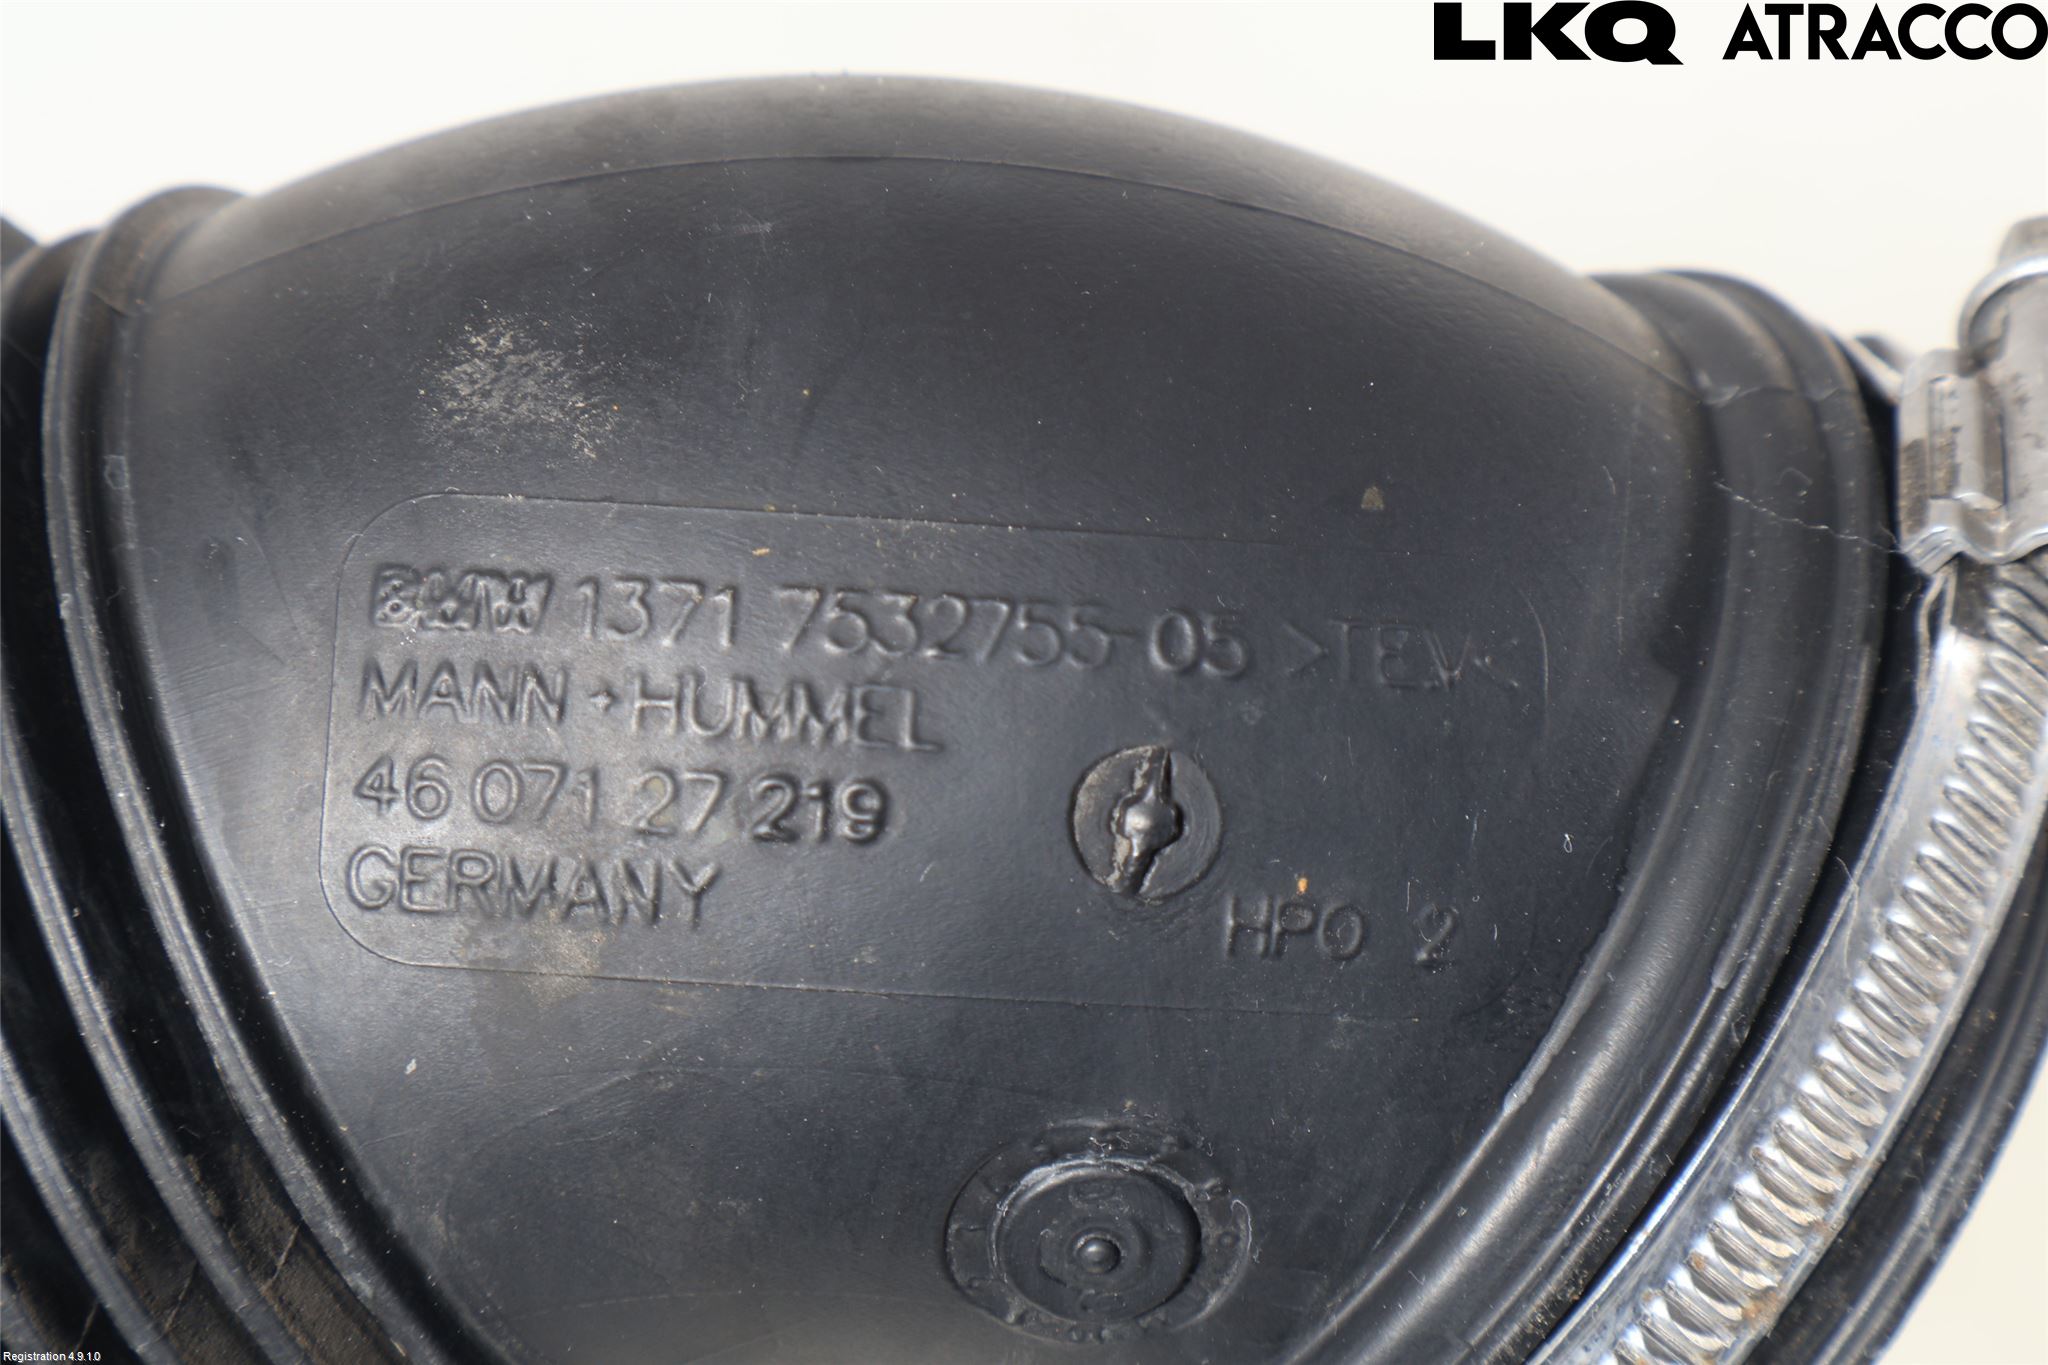 LKQ ATRACCO
BMW 1371 7532755-05 >TEV<
MANN+HUMMEL
46 071 27 219
GERMANY
HPO 2
Registration 4.9.1.0